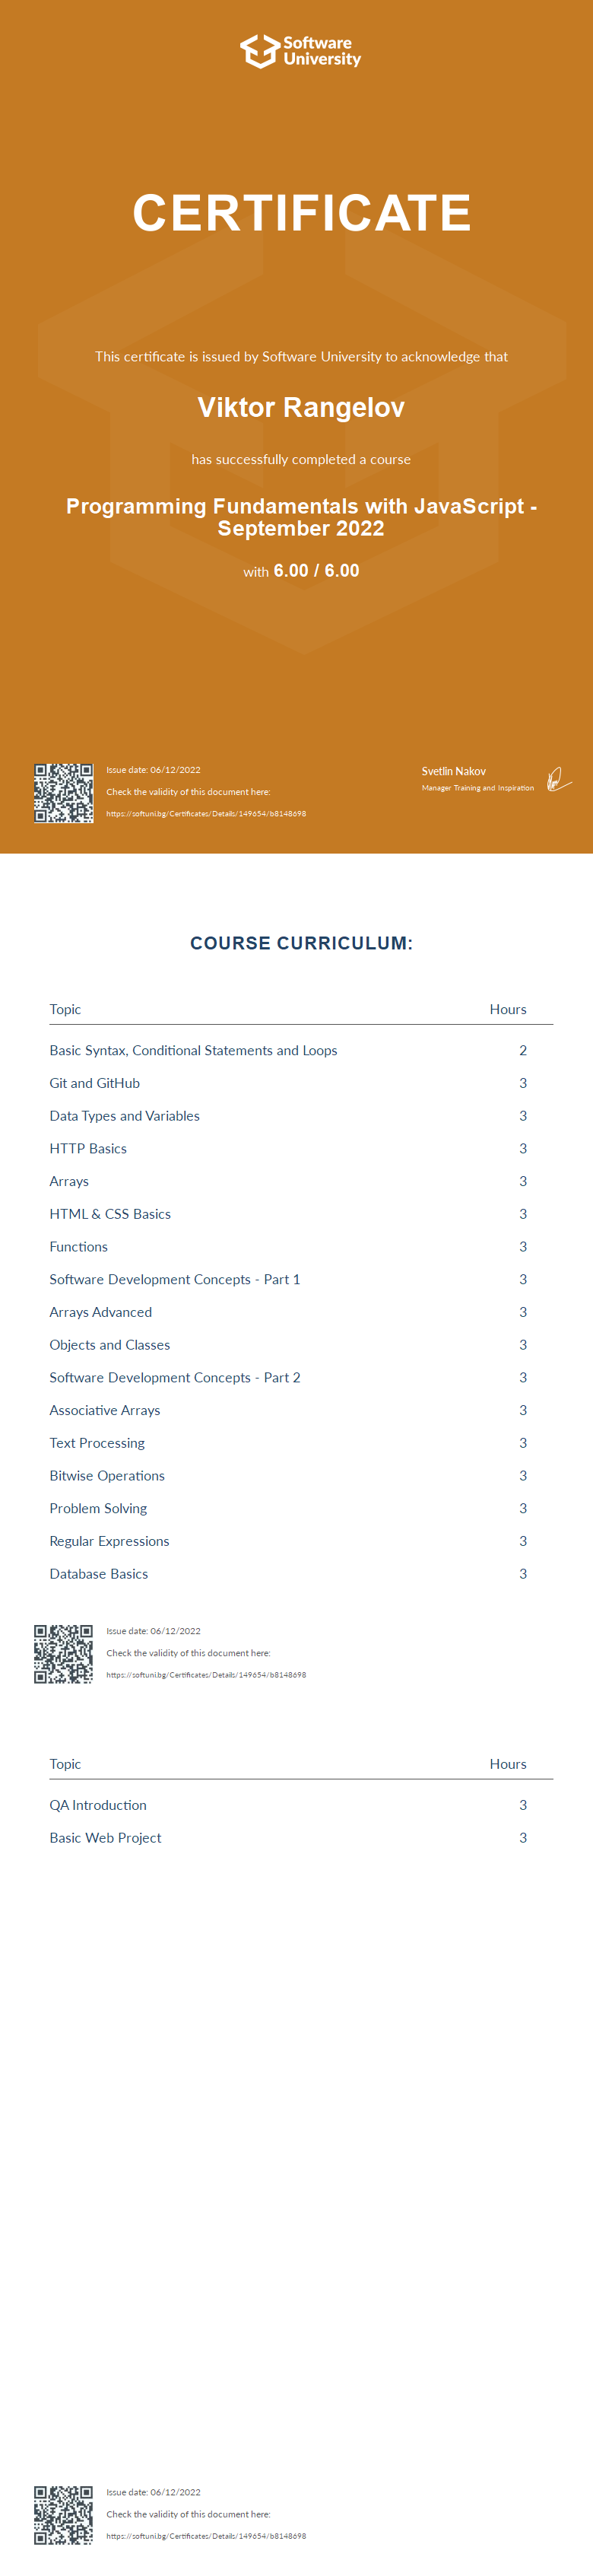 Software
University
CERTIFICATE
This certificate is issued by Software University to acknowledge that
Viktor Rangelov
has successfully completed a course
Programming Fundamentals with JavaScript -
September 2022
with 6.00 / 6.00
Issue date: 06/12/2022
Check the validity of this document here:
https://softuni.bg/Certificates/Details/149654/b8148698
Svetlin Nakov
Manager Training and Inspiration
COURSE CURRICULUM:
Topic Hours
Basic Syntax, Conditional Statements and Loops 2
Git and GitHub 3
Data Types and Variables 3
HTTP Basics 3
Arrays 3
HTML & CSS Basics 3
Functions 3
Software Development Concepts - Part 1 3
Arrays Advanced 3
Objects and Classes 3
Software Development Concepts - Part 2 3
Associative Arrays 3
Text Processing 3
Bitwise Operations 3
Problem Solving 3
Regular Expressions 3
Database Basics 3
Issue date: 06/12/2022
Check the validity of this document here:
https://softuni.bg/Certificates/Details/149654/b8148698
Topic Hours
QA Introduction 3
Basic Web Project 3
Issue date: 06/12/2022
Check the validity of this document here:
https://softuni.bg/Certificates/Details/149654/b8148698